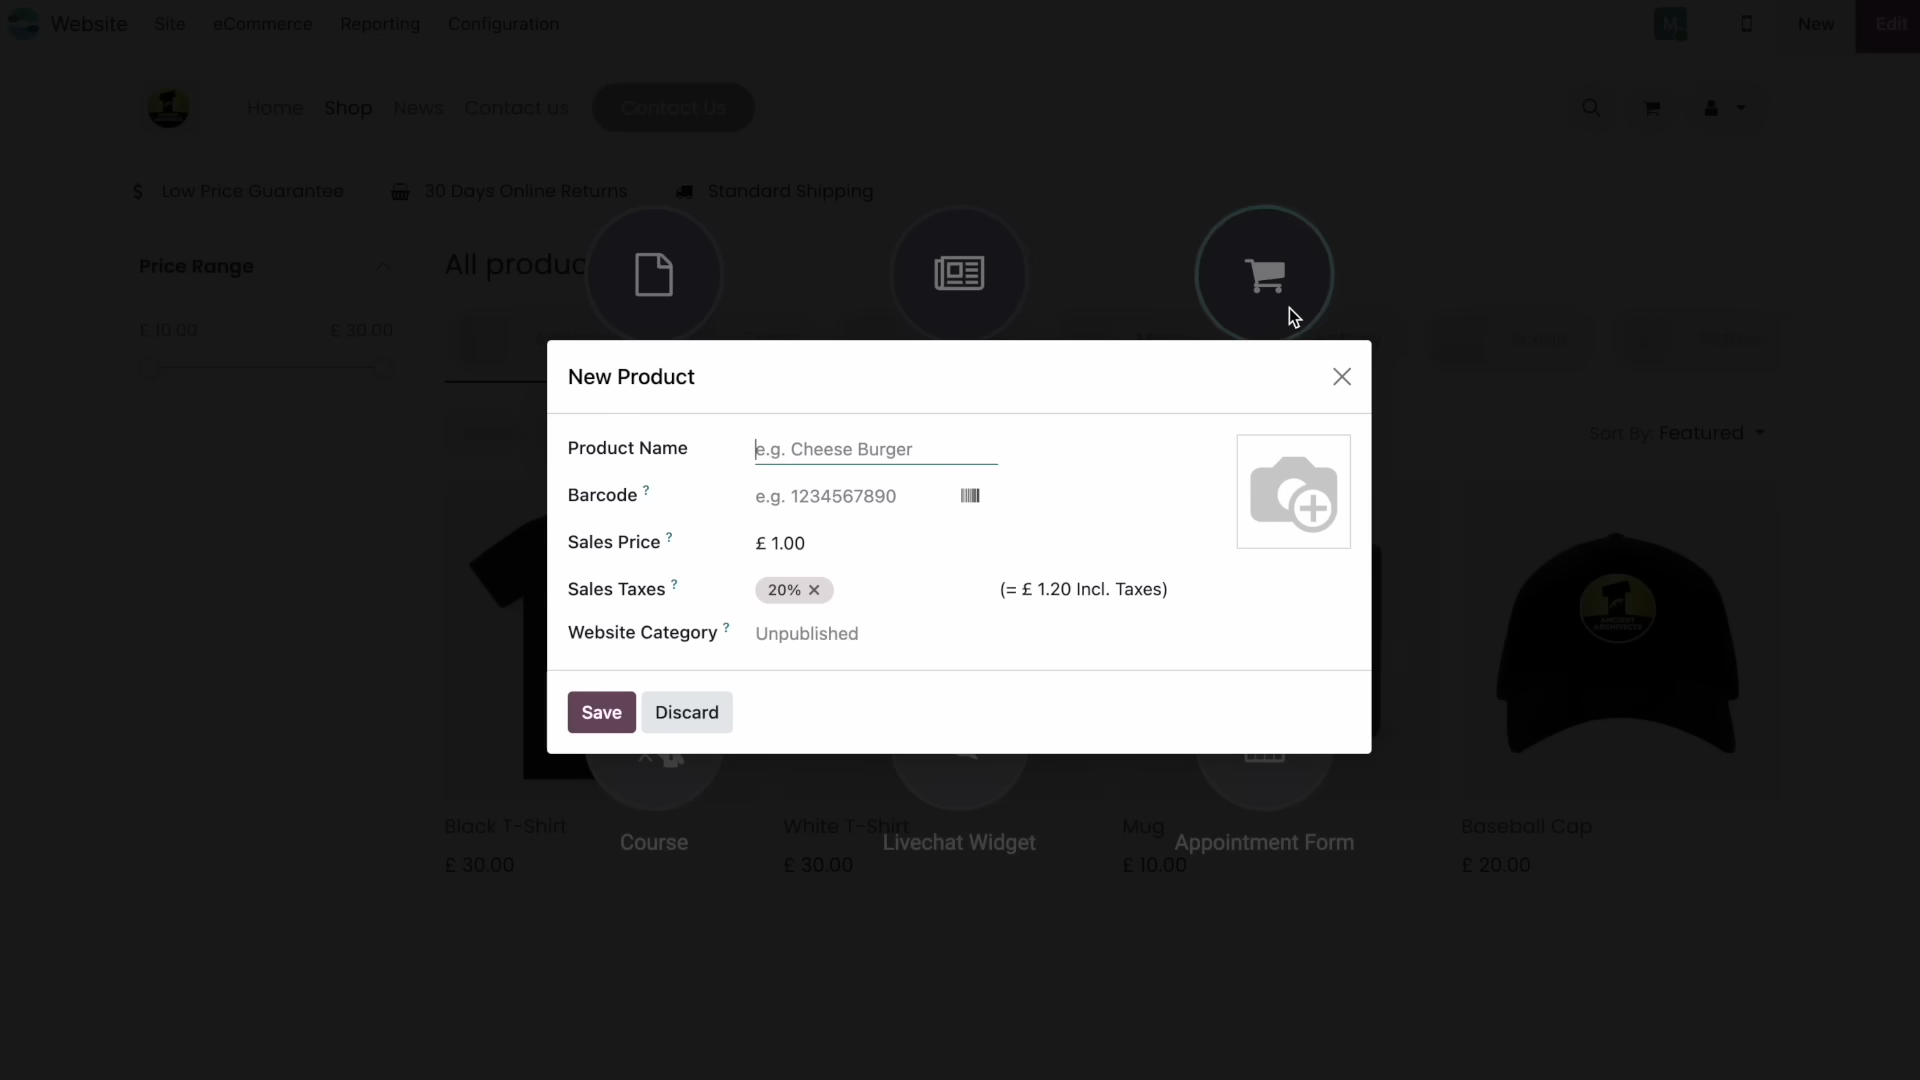 Website Site eCommerce Reporting Configuration M New Edit
Home Shop News Contact us Contact Us
$ Low Price Guarantee 30 Days Online Returns Standard Shipping
Price Range All produc
£ 10.00 £ 30.00
New Product
Sort By: Featured
Product Name e.g. Cheese Burger
Barcode ? e.g. 1234567890
Sales Price ? £ 1.00
Sales Taxes ? 20% (= £ 1.20 Incl. Taxes)
Website Category ? Unpublished
ANCIENT
ARCHITECTS
Save Discard
Black T-Shirt White T-Shirt Mug Baseball Cap
Course Livechat Widget Appointment Form
£ 30.00 £ 30.00 £ 10.00 £ 20.00